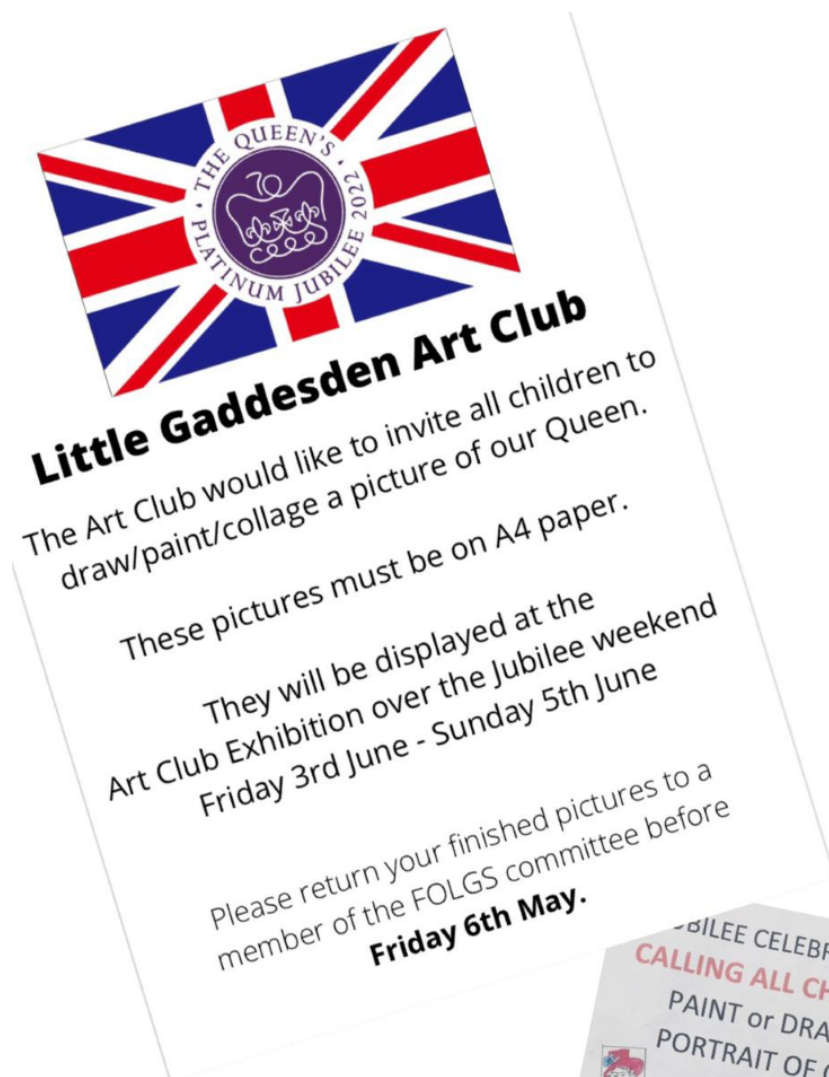 THE QUEEN'S
70
PLATINUM JUBILEE 2022
Little Gaddesden Art Club
The Art Club would like to invite all children to
draw/paint/collage a picture of our Queen.
These pictures must be on A4 paper.
They will be displayed at the
Art Club Exhibition over the Jubilee weekend
Friday 3rd June - Sunday 5th June
Please return your finished pictures to a
member of the FOLGS committee before
Friday 6th May.
CALLING ALL
PAINT or
PORTRAIT OF